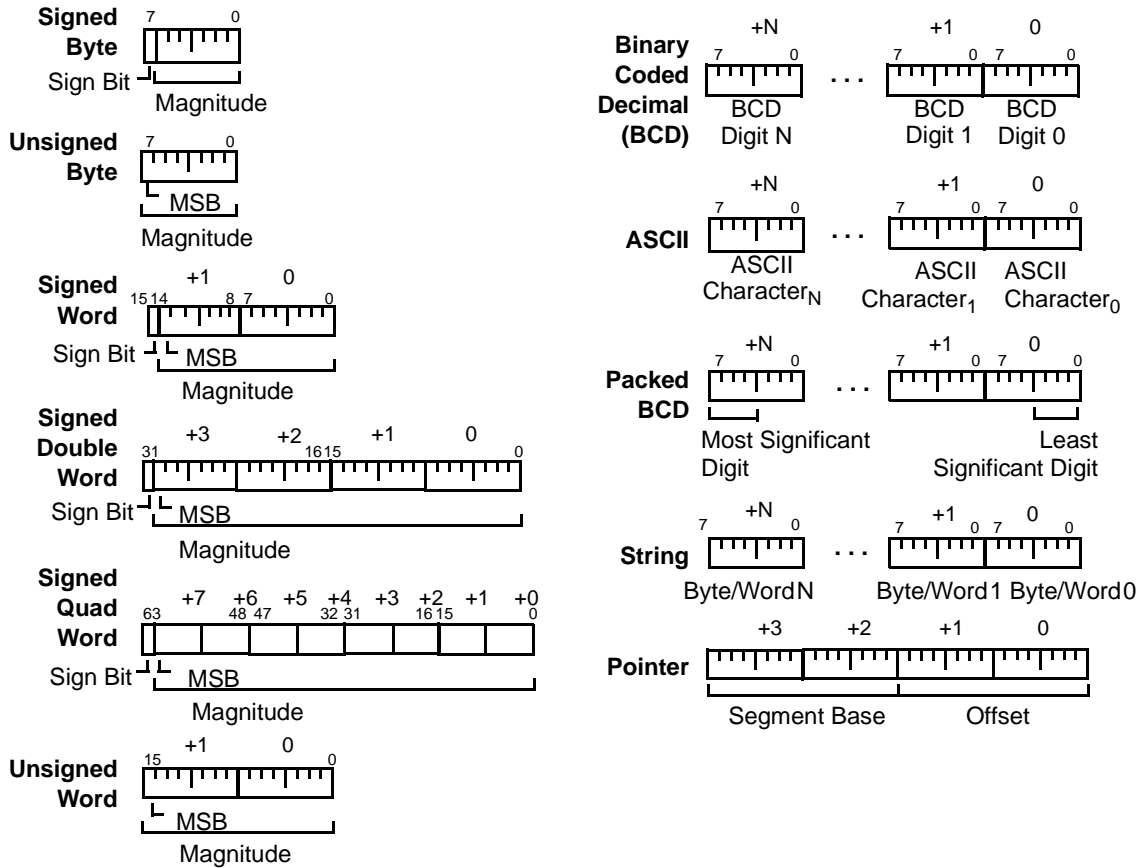 Signed
Byte
7 0
Sign Bit
Magnitude
Unsigned
Byte
7 0
MSB
Magnitude
Signed
Word
+1 0
15 14 8 7 0
Sign Bit
MSB
Magnitude
Signed
Double
Word
+3 +2 +1 0
31 16 15 0
Sign Bit
MSB
Magnitude
Signed
Quad
Word
+7 +6 +5 +4 +3 +2 +1 +0
63 48 47 32 31 16 15 0
Sign Bit
MSB
Magnitude
Unsigned
Word
+1 0
15 0
MSB
Magnitude
Binary
Coded
Decimal
(BCD)
+N +1 0
7 0 . . . 7 0 7 0
BCD BCD BCD
Digit N Digit 1 Digit 0
ASCII
+N +1 0
7 0 . . . 7 0 7 0
ASCII ASCII ASCII
CharacterN Character1 Character0
Packed
BCD
+N +1 0
7 0 . . . 7 0 7 0
Most Significant
Digit
Least
Significant Digit
String
+N +1 0
7 0 . . . 7 0 7 0
Byte/Word N Byte/Word 1 Byte/Word 0
Pointer
+3 +2 +1 0
Segment Base Offset